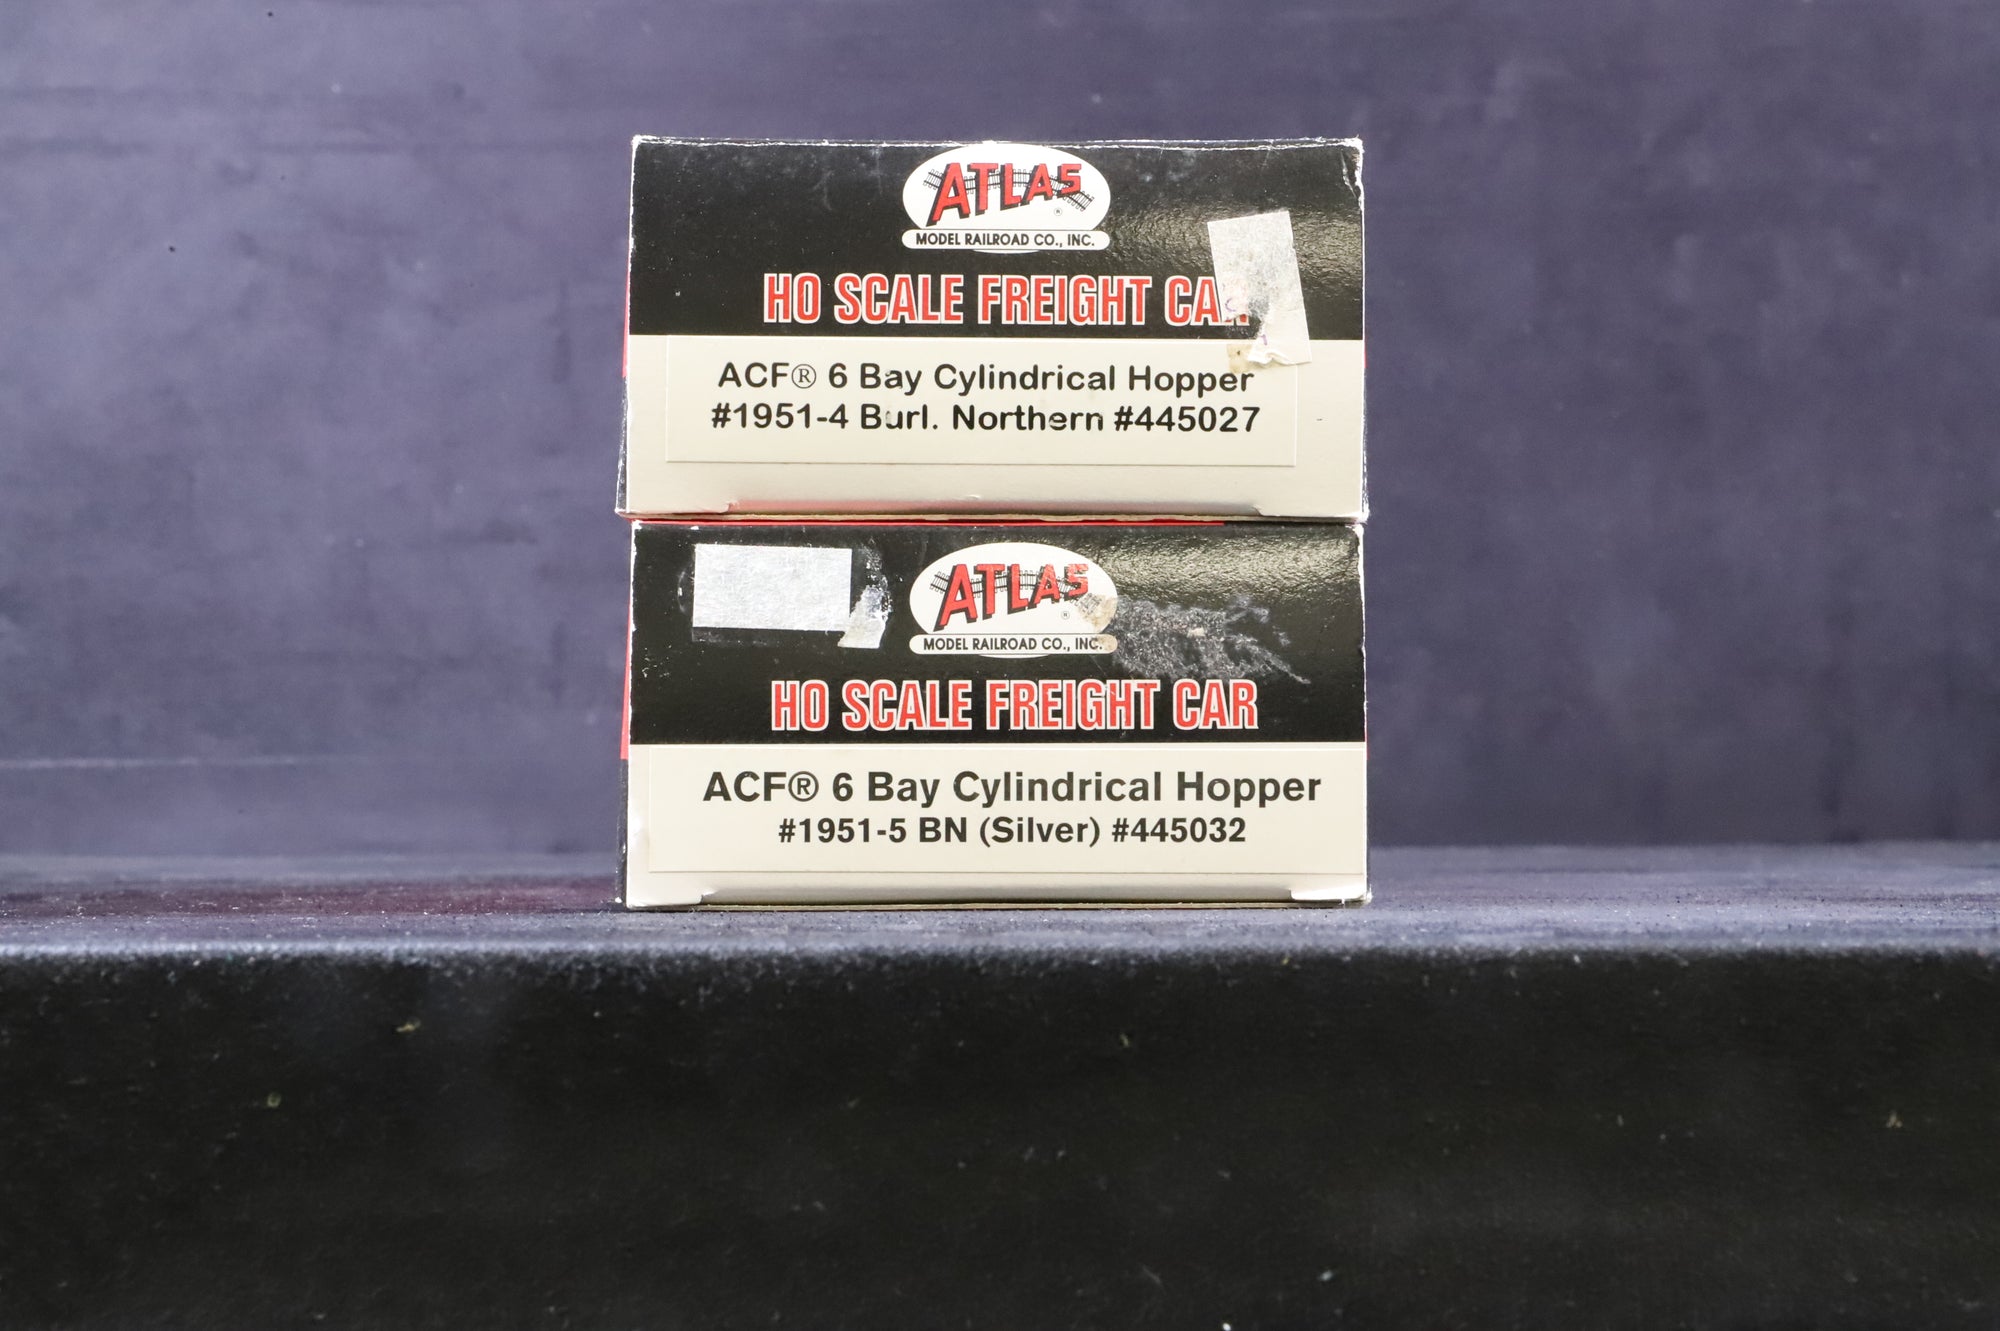 ATLAS ®
MODEL RAILROAD CO., INC.
HO SCALE FREIGHT CAR
ACF® 6 Bay Cylindrical Hopper
#1951-4 Burl. Northern #445027
ATLAS ®
MODEL RAILROAD CO., INC.
HO SCALE FREIGHT CAR
ACF® 6 Bay Cylindrical Hopper
#1951-5 BN (Silver) #445032